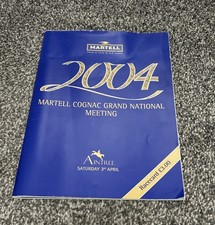 MARTELL
2004
MARTELL COGNAC GRAND NATIONAL
MEETING
AINTREE
SATURDAY 3RD APRIL
Racecard £3.00